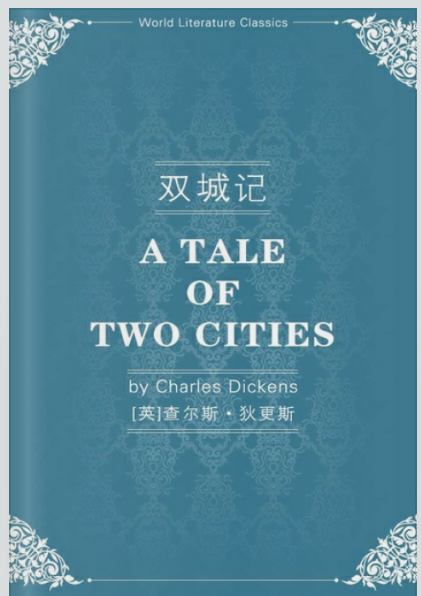 World Literature Classics
双城记
A TALE
OF
TWO CITIES
by Charles Dickens
[英]查尔斯·狄更斯